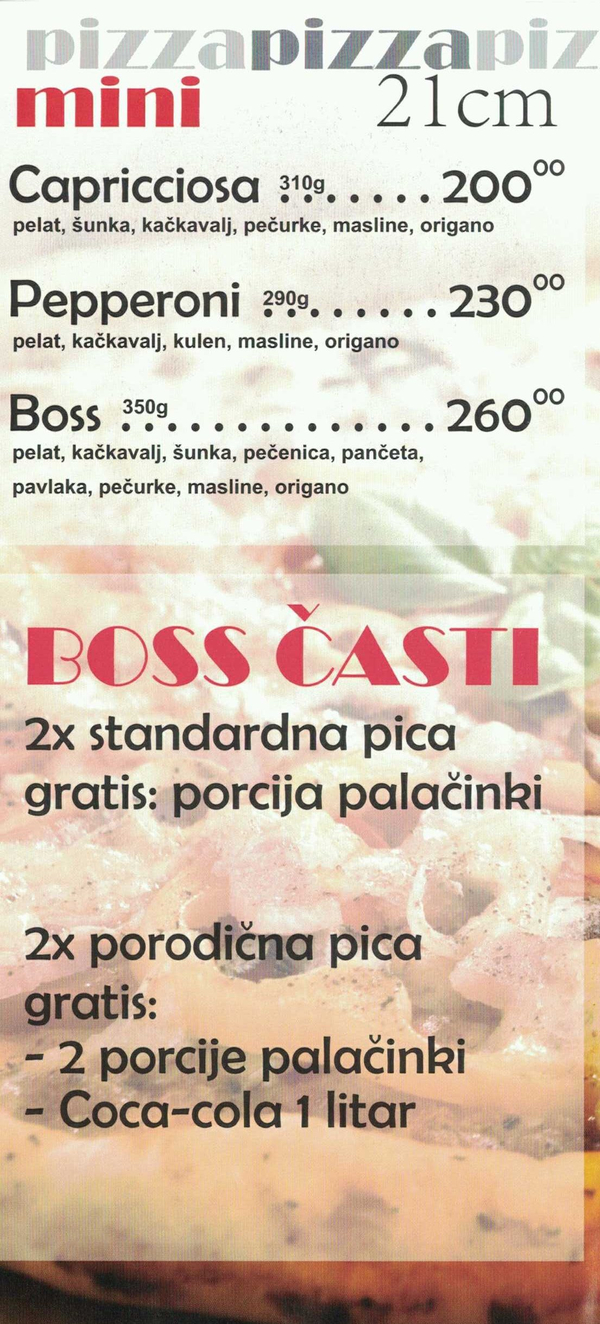 pizzapizzapiz
mini 21cm
Capricciosa 310g ...... 200⁰⁰
pelat, šunka, kačkavalj, pečurke, masline, origano
Pepperoni 290g ....... 230⁰⁰
pelat, kačkavalj, kulen, masline, origano
Boss 350g .............. 260⁰⁰
pelat, kačkavalj, šunka, pečenica, pančeta,
pavlaka, pečurke, masline, origano
BOSS ČASTI
2x standardna pica
gratis: porcija palačinki
2x porodična pica
gratis:
- 2 porcije palačinki
- Coca-cola 1 litar